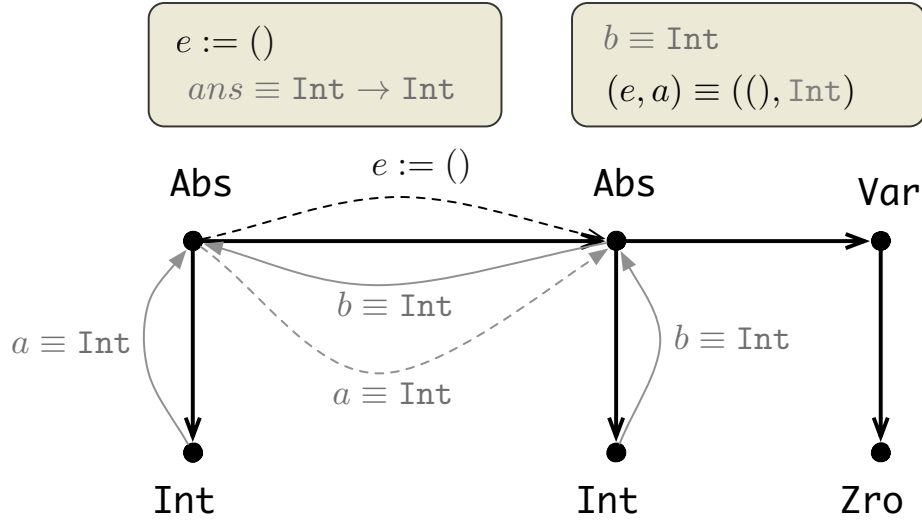 e := ()
ans ≡ Int → Int
b ≡ Int
(e, a) ≡ ((), Int)
Abs
e := ()
Abs
Var
a ≡ Int
b ≡ Int
b ≡ Int
a ≡ Int
Int
Int
Zro